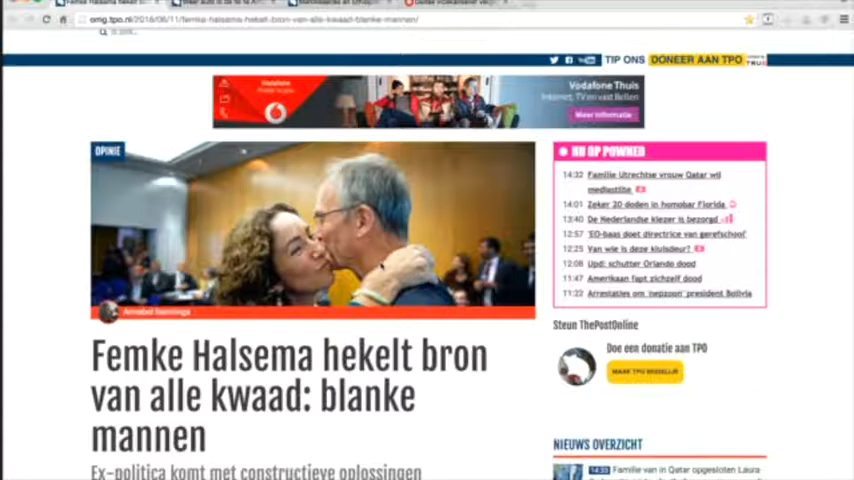 Femke Halsema hekelt b
omg.tpo.nl/2016/06/11/femke-halsema-hekelt-bron-van-alle-kwaad-blanke-mannen/
TIP ONS DONEER AAN TPO
vodafone
Vodafone Thuis
Internet, TV en vast Bellen
Meer informatie
OPINIE
NU OP POWNED
14:32 Familie Utrechtse vrouw Qatar wil
mediastilte
14:01 Zeker 20 doden in homobar Florida
13:40 De Nederlandse kiezer is bezorgd
12:57 'EO-baas doet directrice van gerefschool'
12:25 Van wie is deze kluisdeur?
12:08 Upd: schutter Orlando dood
11:47 Amerikaan fapt zichzelf dood
11:22 Arrestaties om 'nepzoon' president Bolivia
Annabel Nanninga
Steun ThePostOnline
Doe een donatie aan TPO
MAAK TPO MOGELIJK
Femke Halsema hekelt bron
van alle kwaad: blanke
mannen
Ex-politica komt met constructieve oplossingen
NIEUWS OVERZICHT
14:33 Familie van in Qatar opgesloten Laura